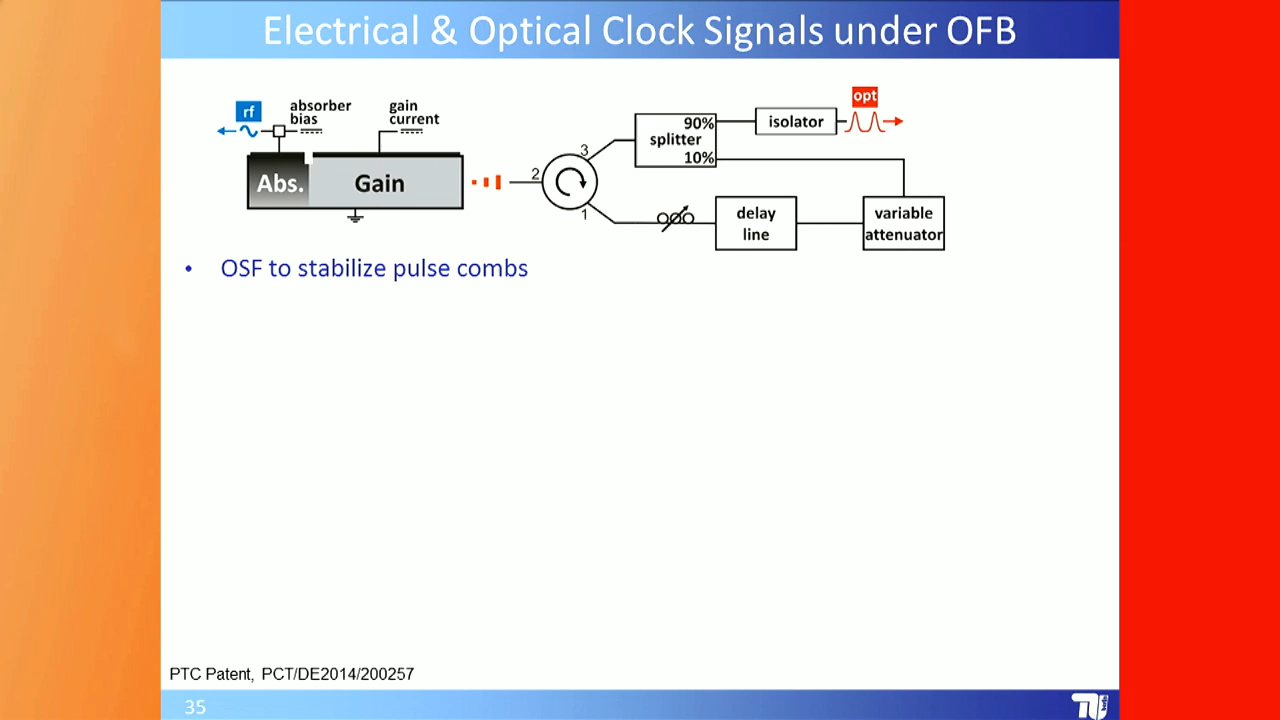 Electrical & Optical Clock Signals under OFB
rf
absorber
bias
gain
current
Abs.
Gain
2
3
1
splitter
90%
10%
isolator
opt
delay
line
variable
attenuator
• OSF to stabilize pulse combs
PTC Patent, PCT/DE2014/200257
35